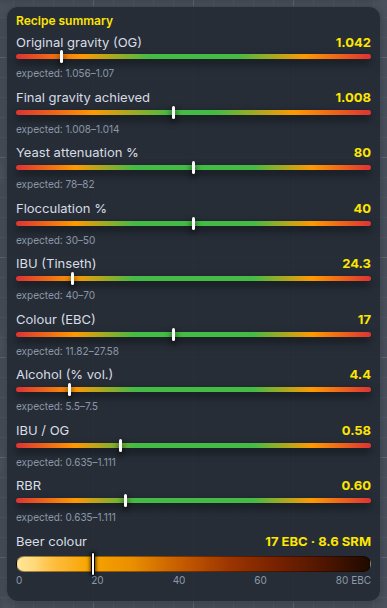 Recipe summary
Original gravity (OG) 1.042
expected: 1.056–1.07
Final gravity achieved 1.008
expected: 1.008–1.014
Yeast attenuation % 80
expected: 78–82
Flocculation % 40
expected: 30–50
IBU (Tinseth) 24.3
expected: 40–70
Colour (EBC) 17
expected: 11.82–27.58
Alcohol (% vol.) 4.4
expected: 5.5–7.5
IBU / OG 0.58
expected: 0.635–1.111
RBR 0.60
expected: 0.635–1.111
Beer colour 17 EBC · 8.6 SRM
0 20 40 60 80 EBC